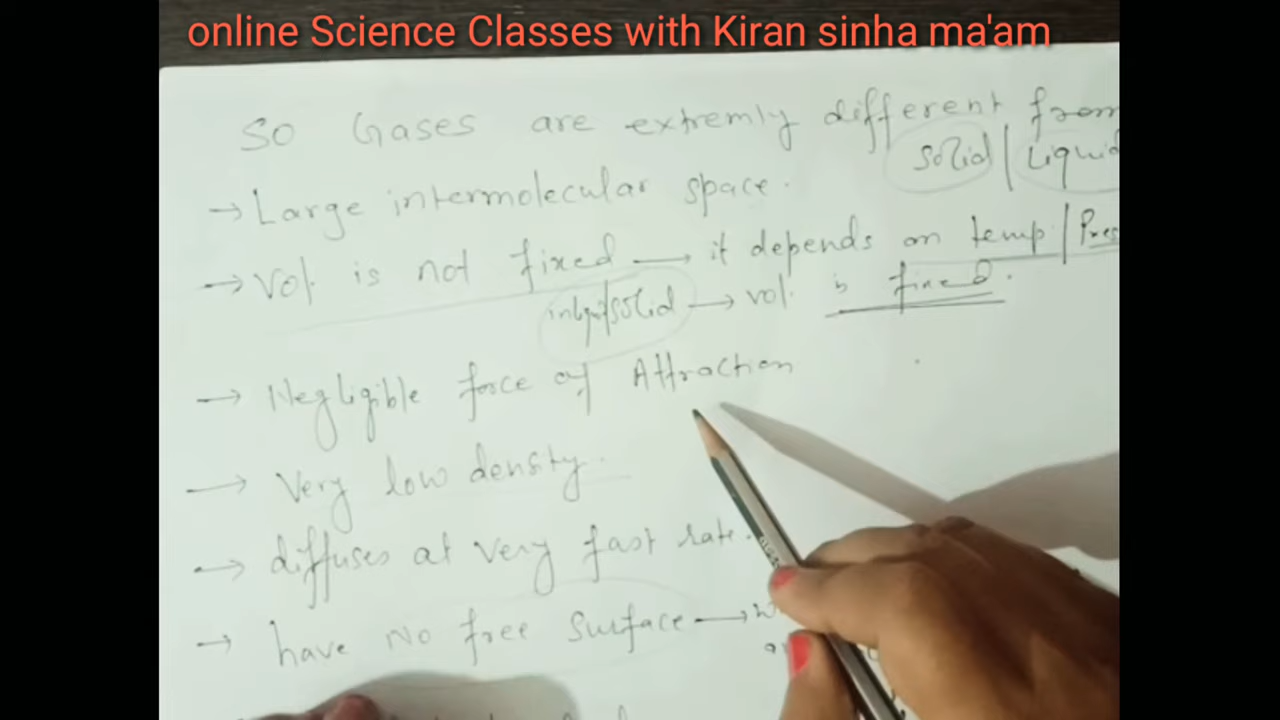 online Science Classes with Kiran sinha ma'am
So Gases are extremly different from
Solid | Liquid
→ Large intermolecular space.
→ Vol. is not fixed → it depends on temp | Pres
solid → vol. is fixed.
→ Negligible force of Attraction
→ Very low density.
→ diffuses at very fast rate.
→ have No free Surface →